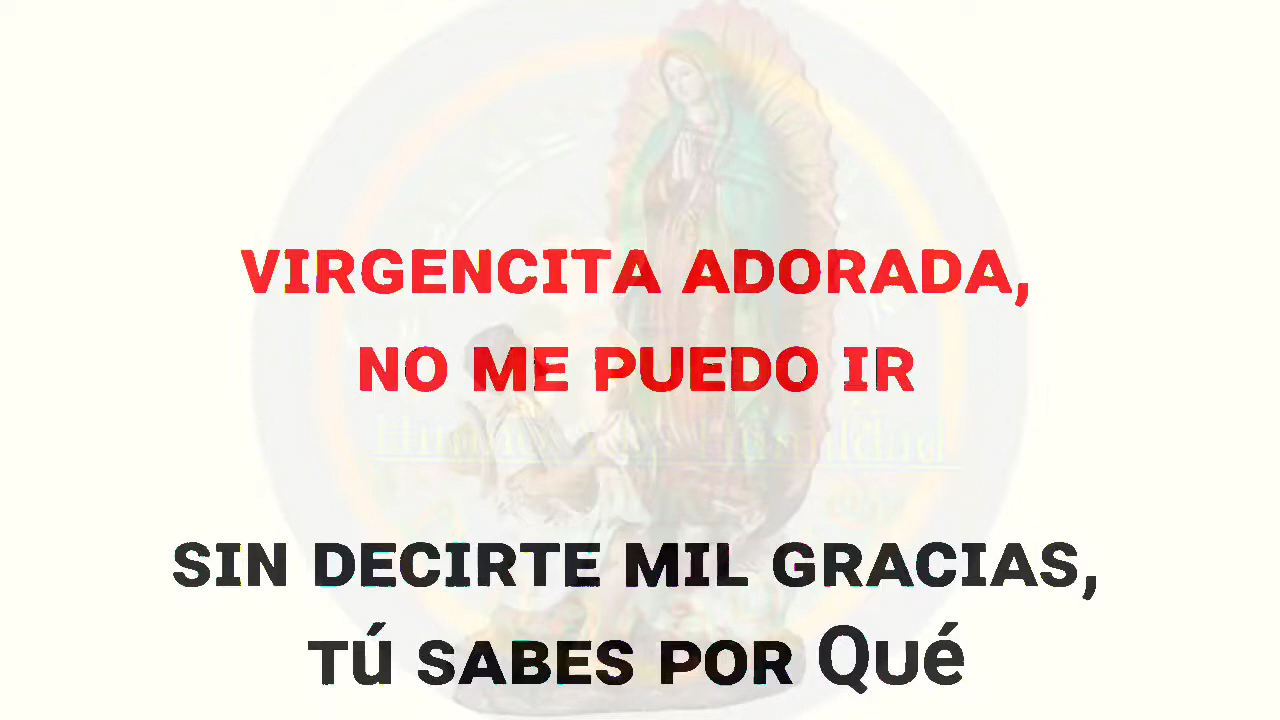 VIRGENCITA ADORADA,
NO ME PUEDO IR
SIN DECIRTE MIL GRACIAS,
TÚ SABES POR Qué